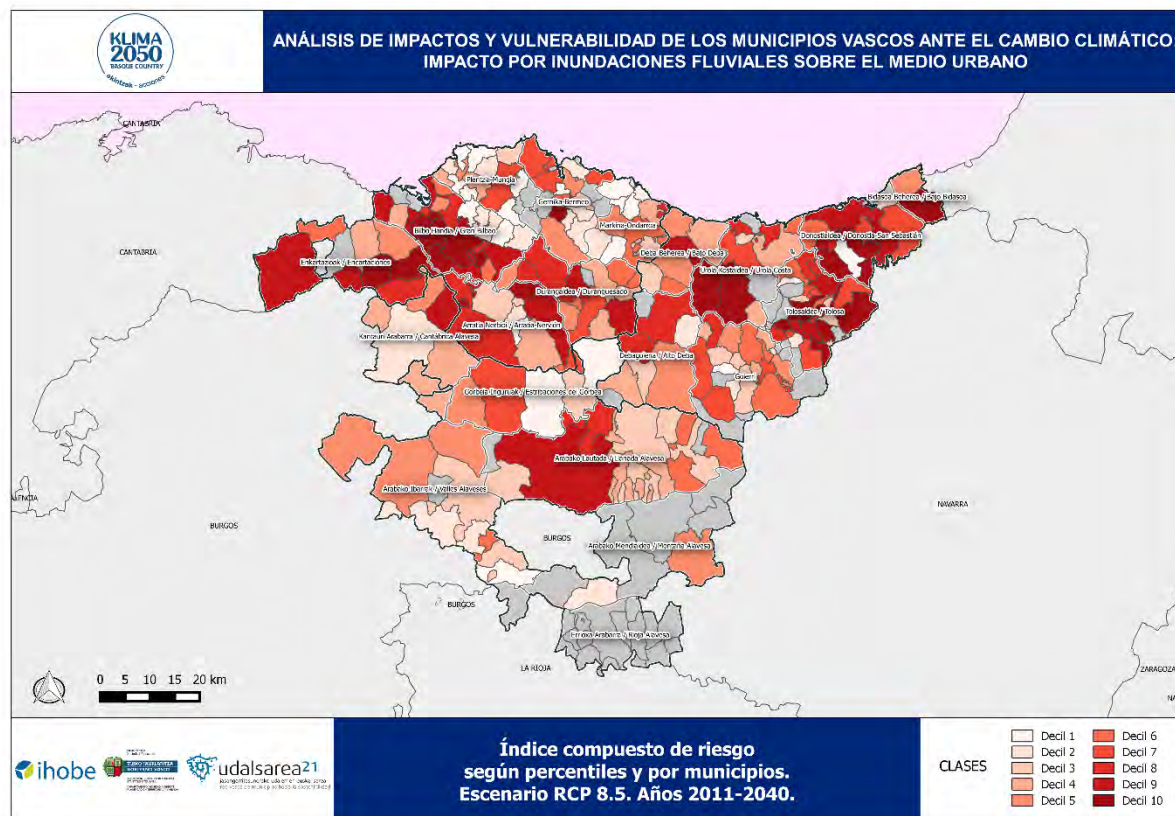 KLIMA
2050
BASQUE COUNTRY
ekintzak - acciones
ANÁLISIS DE IMPACTOS Y VULNERABILIDAD DE LOS MUNICIPIOS VASCOS ANTE EL CAMBIO CLIMÁTICO
IMPACTO POR INUNDACIONES FLUVIALES SOBRE EL MEDIO URBANO
CANTABRIA
Plentzia-Mungia
Bidasoa Beherea / Bajo Bidasoa
Gernika-Bermeo
Markina-Ondarroa
Bilbo Handia / Gran Bilbao
Donostialdea / Donostia-San Sebastián
CANTABRIA
Enkartazioak / Encartaciones
Deba Beherea / Bajo Deba
Urola Kostaldea / Urola Costa
Durangaldea / Duranguesado
Tolosaldea / Tolosa
Arratia Nerbioi / Arratia-Nervión
Kantauri Arabarra / Cantábrica Alavesa
Debagoiena / Alto Deba
Goierri
Gorbeia Inguruak / Estribaciones del Gorbea
Arabako Lautada / Llanada Alavesa
Arabako Ibarrak / Valles Alaveses
NAVARRA
BURGOS
BURGOS
Arabako Mendialdea / Montaña Alavesa
BURGOS
Errioxa Arabarra / Rioja Alavesa
LA RIOJA
ZARAGOZA
0 5 10 15 20 km
ihobe
EUSKO JAURLARITZA
GOBIERNO VASCO
udalsarea21
Índice compuesto de riesgo
según percentiles y por municipios.
Escenario RCP 8.5. Años 2011-2040.
CLASES
Decil 1
Decil 2
Decil 3
Decil 4
Decil 5
Decil 6
Decil 7
Decil 8
Decil 9
Decil 10